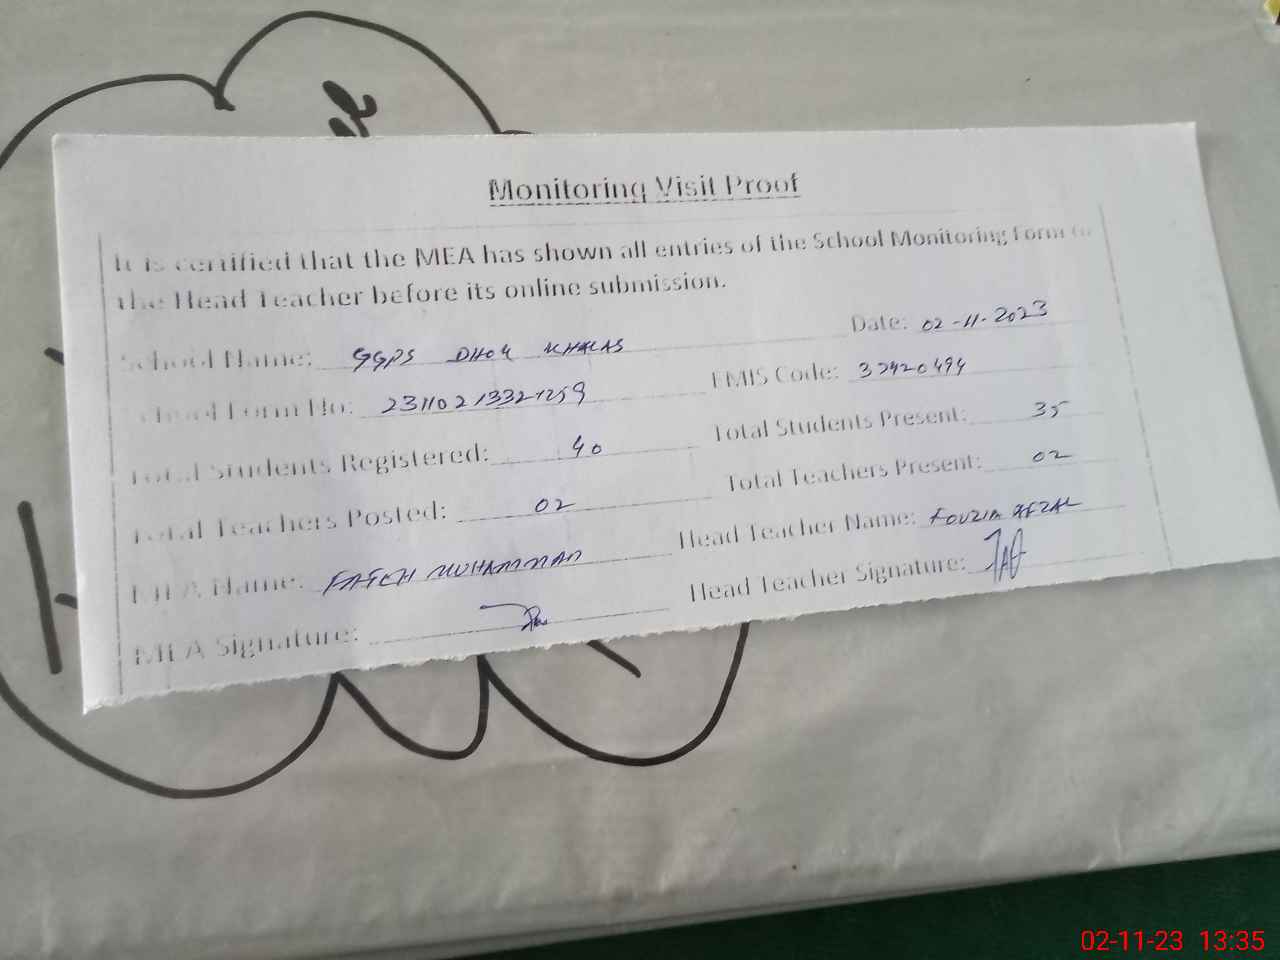 Monitoring Visit Proof
It is certified that the MEA has shown all entries of the School Monitoring Form to
the Head Teacher before its online submission.
School Name: GGPS DHOK KHALAS Date: 02-11-2023
School Form No: EMIS Code: 37420494
Total Students Registered: 40 Total Students Present: 35
Total Teachers Posted: 02 Total Teachers Present: 02
MEA Name: FATEH MUHAMMAD Head Teacher Name: FOUZIA AFZAL
MEA Signature: Head Teacher Signature:
02-11-23 13:35